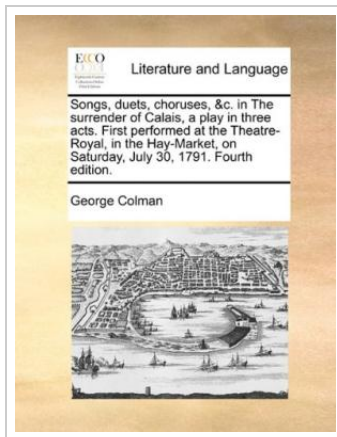 ECCO
Literature and Language
Songs, duets, choruses, &c. in The
surrender of Calais, a play in three
acts. First performed at the Theatre-
Royal, in the Hay-Market, on
Saturday, July 30, 1791. Fourth
edition.
George Colman